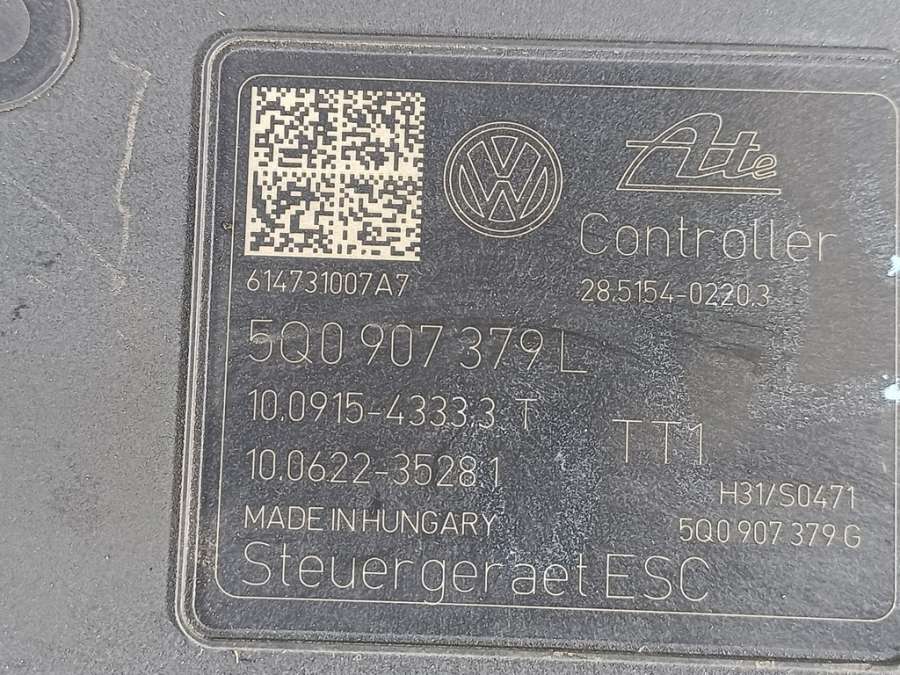 VW
Ate
Controller
614731007A7
28.5154-0220.3
5Q0 907 379 L
10.0915-4333.3 T
TT1
10.0622-3528.1
H31/S0471
MADE IN HUNGARY
5Q0 907 379 G
Steuergeraet ESC